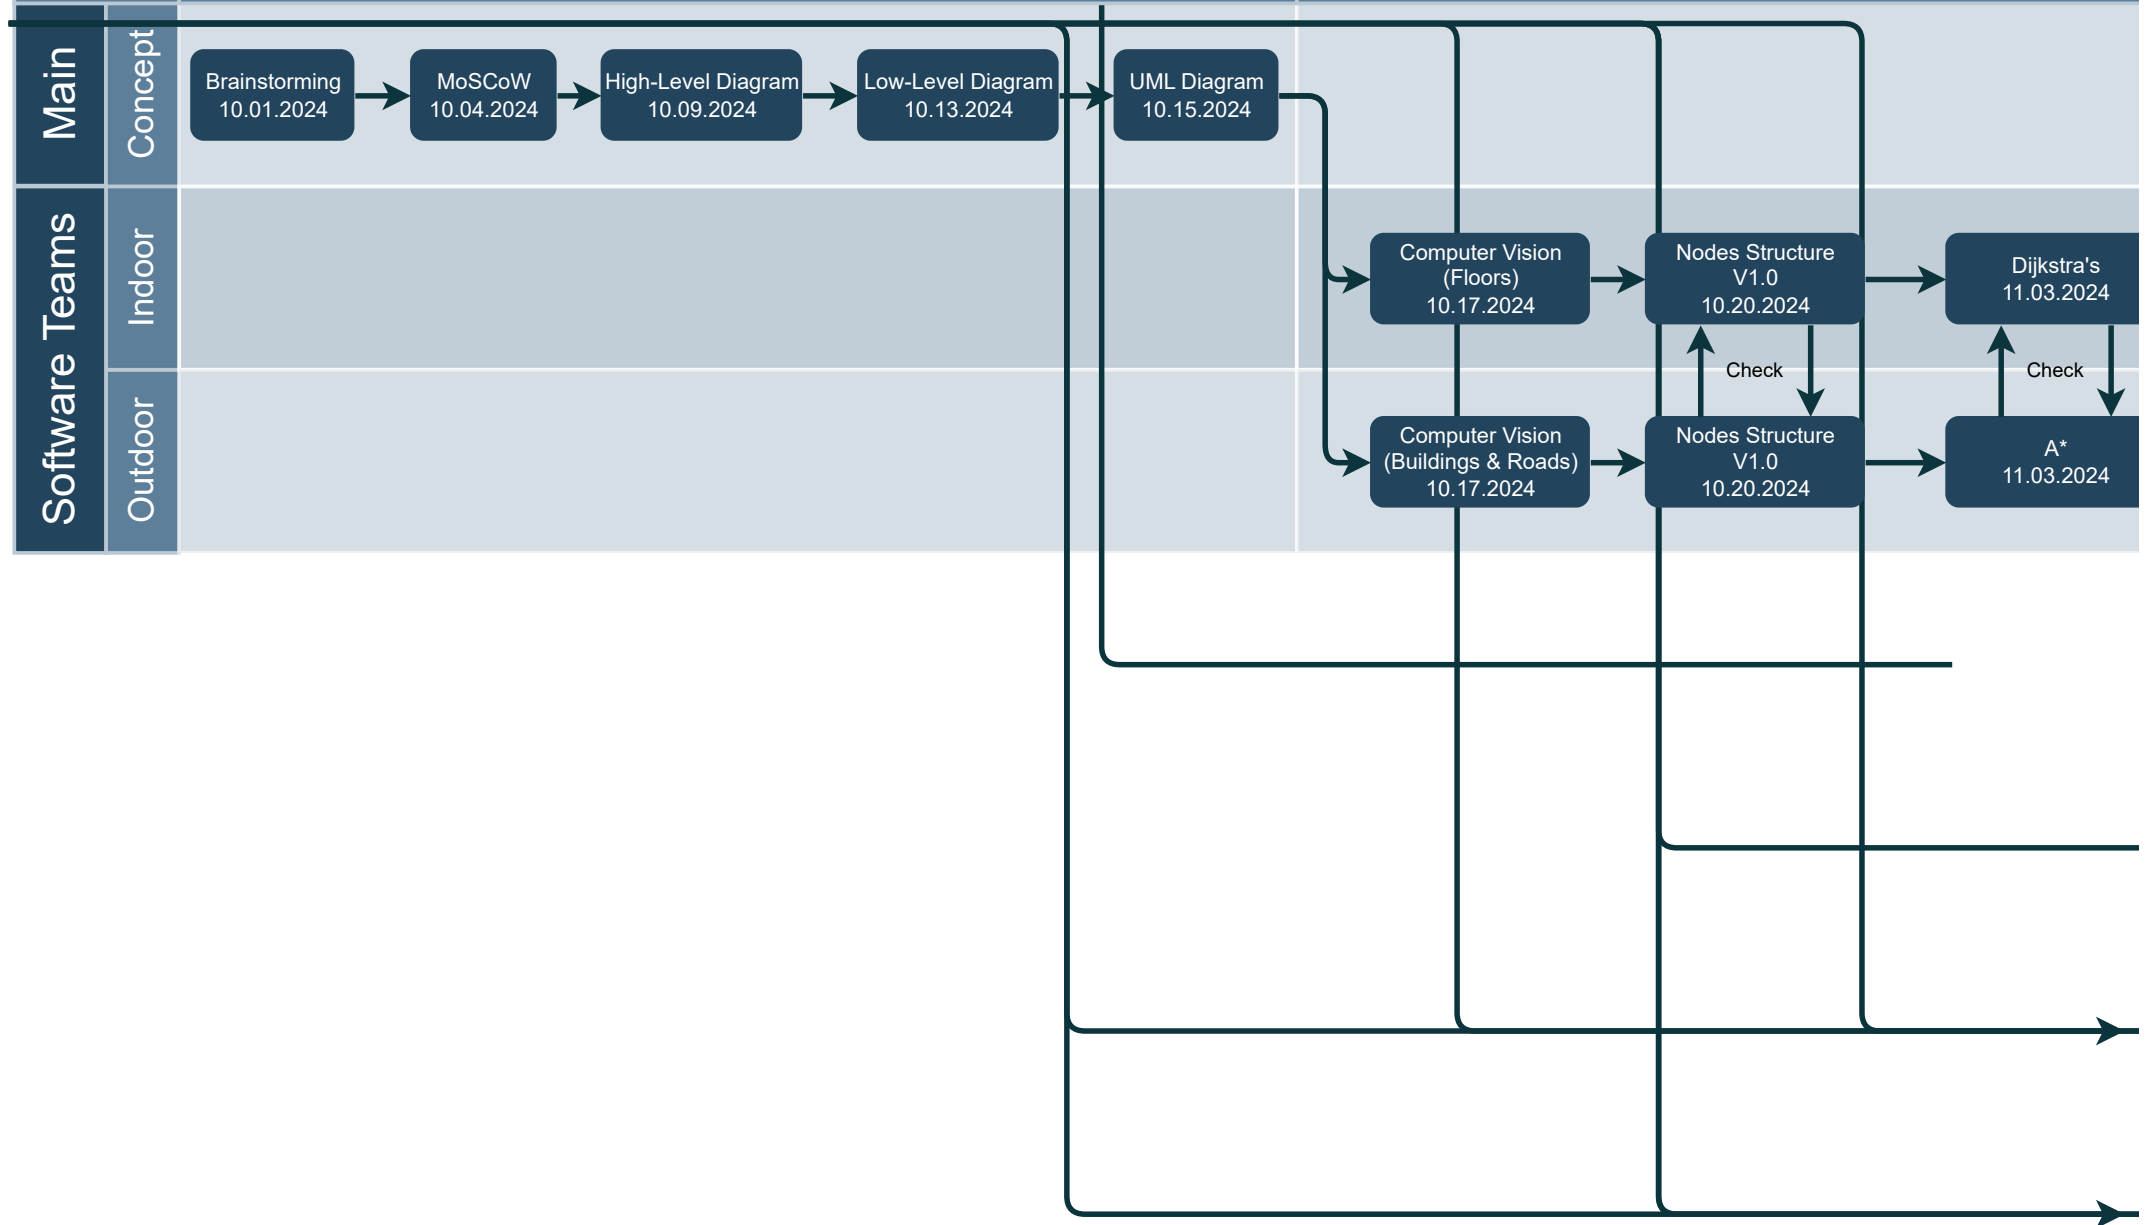 Main
Concept
Brainstorming
10.01.2024
MoSCoW
10.04.2024
High-Level Diagram
10.09.2024
Low-Level Diagram
10.13.2024
UML Diagram
10.15.2024
Software Teams
Indoor
Computer Vision
(Floors)
10.17.2024
Nodes Structure
V1.0
10.20.2024
Dijkstra's
11.03.2024
Check
Check
Outdoor
Computer Vision
(Buildings & Roads)
10.17.2024
Nodes Structure
V1.0
10.20.2024
A*
11.03.2024